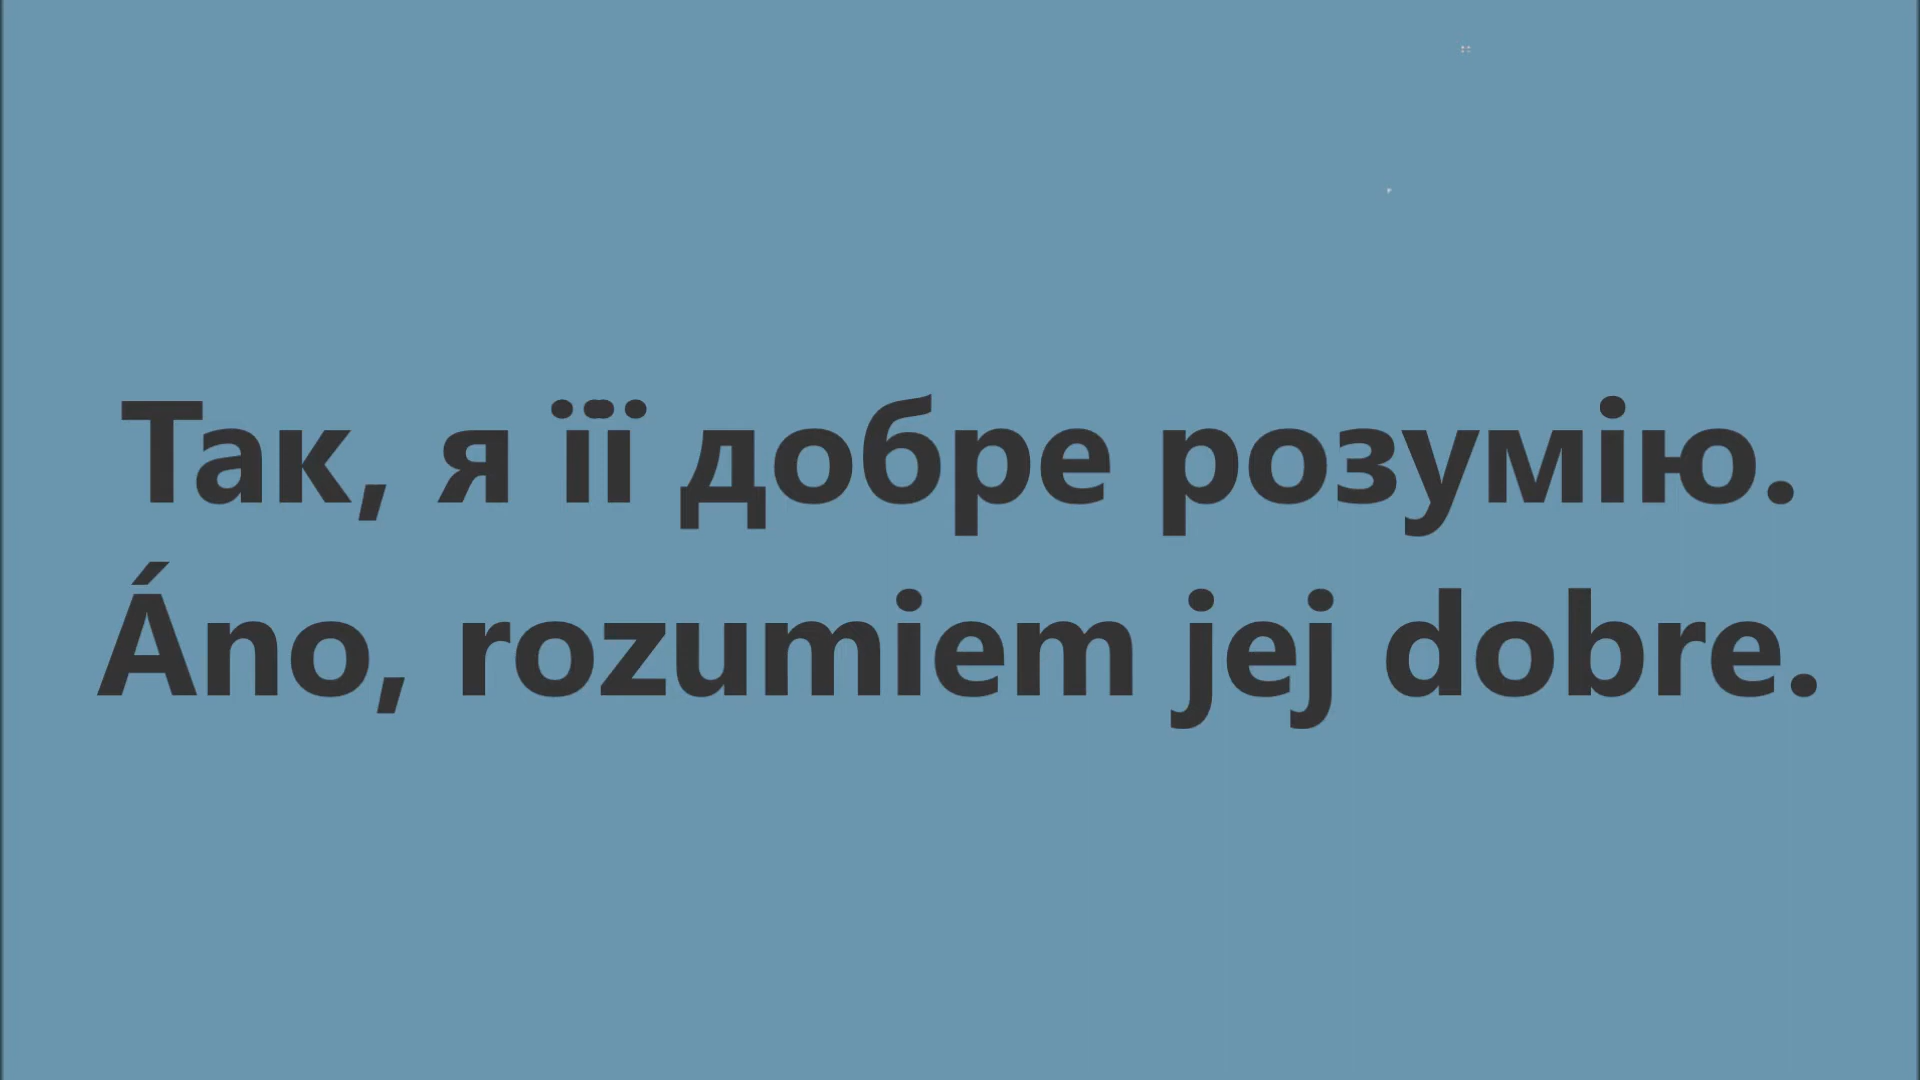 Так, я її добре розумію.
Áno, rozumiem jej dobre.